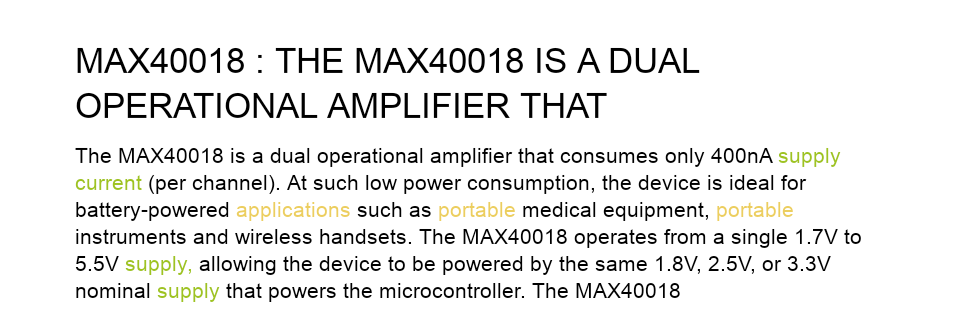 MAX40018 : THE MAX40018 IS A DUAL
OPERATIONAL AMPLIFIER THAT
The MAX40018 is a dual operational amplifier that consumes only 400nA supply
current (per channel). At such low power consumption, the device is ideal for
battery-powered applications such as portable medical equipment, portable
instruments and wireless handsets. The MAX40018 operates from a single 1.7V to
5.5V supply, allowing the device to be powered by the same 1.8V, 2.5V, or 3.3V
nominal supply that powers the microcontroller. The MAX40018